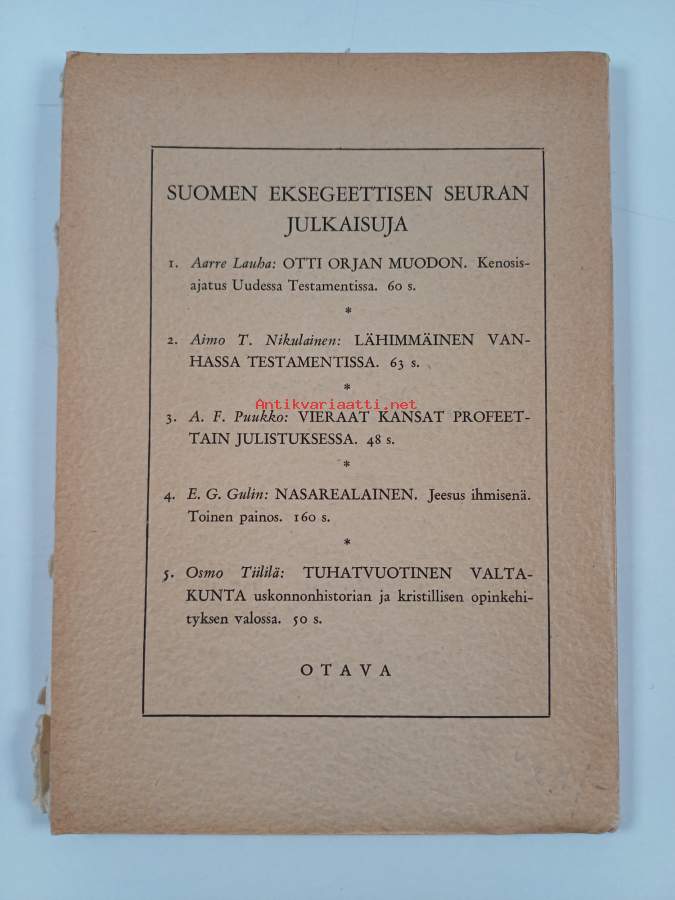 SUOMEN EKSEGEETTISEN SEURAN
JULKAISUJA
1. Aarre Lauha: OTTI ORJAN MUODON. Kenosis-
ajatus Uudessa Testamentissa. 60 s.
*
2. Aimo T. Nikulainen: LÄHIMMÄINEN VAN-
HASSA TESTAMENTISSA. 63 s.
*
Antikvariaatti.net
3. A. F. Puukko: VIERAAT KANSAT PROFEET-
TAIN JULISTUKSESSA. 48 s.
*
4. E. G. Gulin: NASAREALAINEN. Jeesus ihmisenä.
Toinen painos. 160 s.
*
5. Osmo Tiililä: TUHATVUOTINEN VALTA-
KUNTA uskonnonhistorian ja kristillisen opinkehi-
tyksen valossa. 50 s.
OTAVA